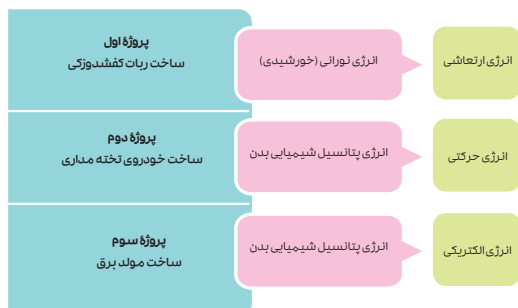 پروژهٔ اول
ساخت ربات کفشدوزکی
انرژی نورانی (خورشیدی)
انرژی ارتعاشی
پروژهٔ دوم
ساخت خودروی تخته مداری
انرژی پتانسیل شیمیایی بدن
انرژی حرکتی
پروژهٔ سوم
ساخت مولد برق
انرژی پتانسیل شیمیایی بدن
انرژی الکتریکی